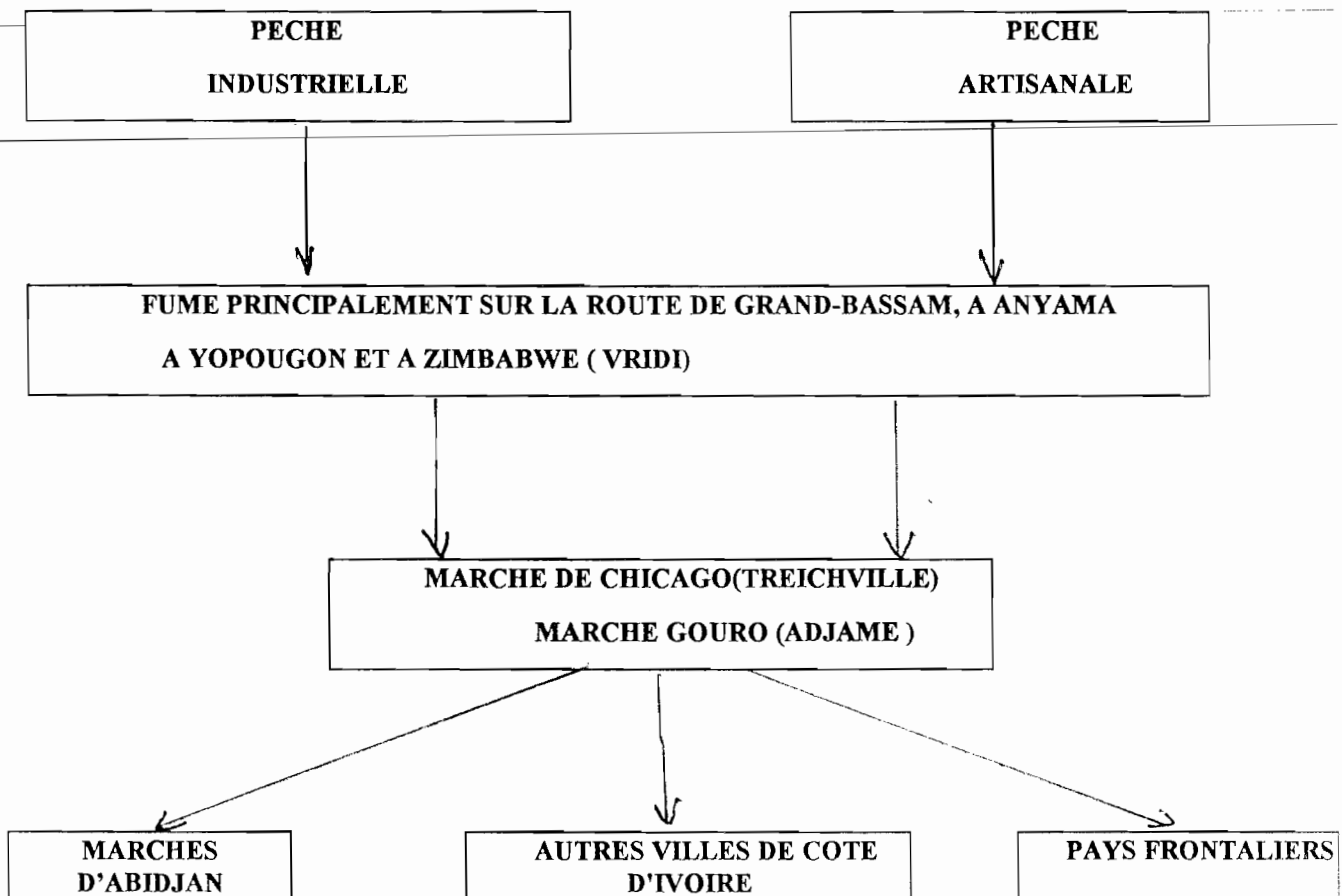 PECHE
INDUSTRIELLE
PECHE
ARTISANALE
FUME PRINCIPALEMENT SUR LA ROUTE DE GRAND-BASSAM, A ANYAMA
A YOPOUGON ET A ZIMBABWE ( VRIDI)
MARCHE DE CHICAGO(TREICHVILLE)
MARCHE GOURO (ADJAME )
MARCHES
D'ABIDJAN
AUTRES VILLES DE COTE
D'IVOIRE
PAYS FRONTALIERS